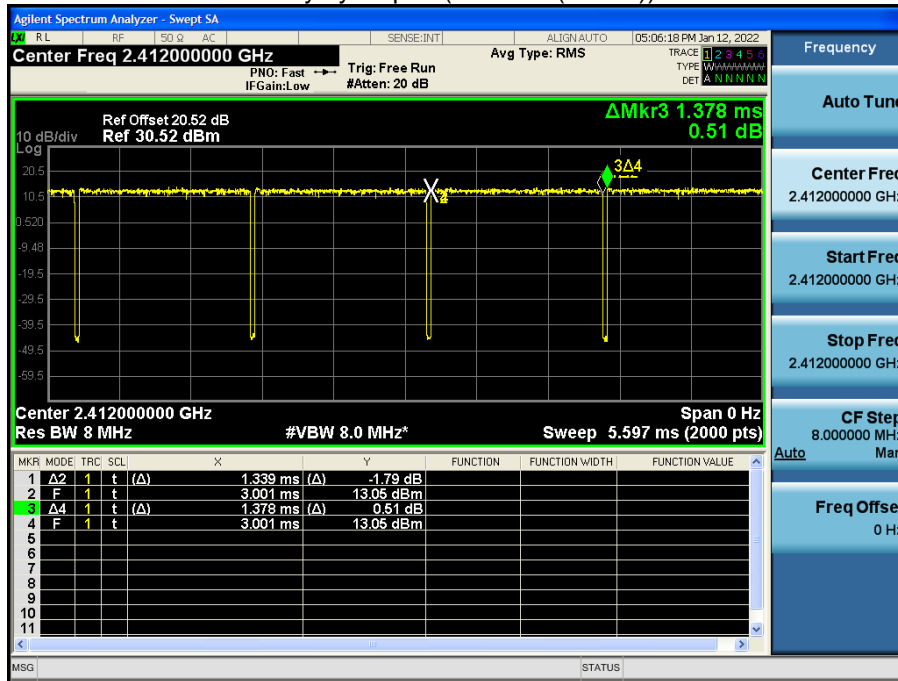 Agilent Spectrum Analyzer - Swept SA
LXI RL RF 50 Ω AC SENSE:INT ALIGN AUTO 05:06:18 PM Jan 12, 2022
Center Freq 2.412000000 GHz
PNO: Fast
IFGain:Low
Trig: Free Run
#Atten: 20 dB
Avg Type: RMS
TRACE 1 2 3 4 5 6
TYPE WWWWWW
DET A N N N N N
Frequency
Auto Tune
Center Freq
2.412000000 GHz
Start Freq
2.412000000 GHz
Stop Freq
2.412000000 GHz
CF Step
8.000000 MHz
Auto Man
Freq Offset
0 Hz
ΔMkr3 1.378 ms
0.51 dB
Ref Offset 20.52 dB
10 dB/div Ref 30.52 dBm
Log
20.5
10.5
0.520
-9.48
-19.5
-29.5
-39.5
-49.5
-59.5
3Δ4
4
Center 2.412000000 GHz Span 0 Hz
Res BW 8 MHz #VBW 8.0 MHz* Sweep 5.597 ms (2000 pts)
MKR MODE TRC SCL X Y FUNCTION FUNCTION WIDTH FUNCTION VALUE
1 Δ2 1 t (Δ) 1.339 ms (Δ) -1.79 dB
2 F 1 t 3.001 ms 13.05 dBm
3 Δ4 1 t (Δ) 1.378 ms (Δ) 0.51 dB
4 F 1 t 3.001 ms 13.05 dBm
5
6
7
8
9
10
11
MSG STATUS